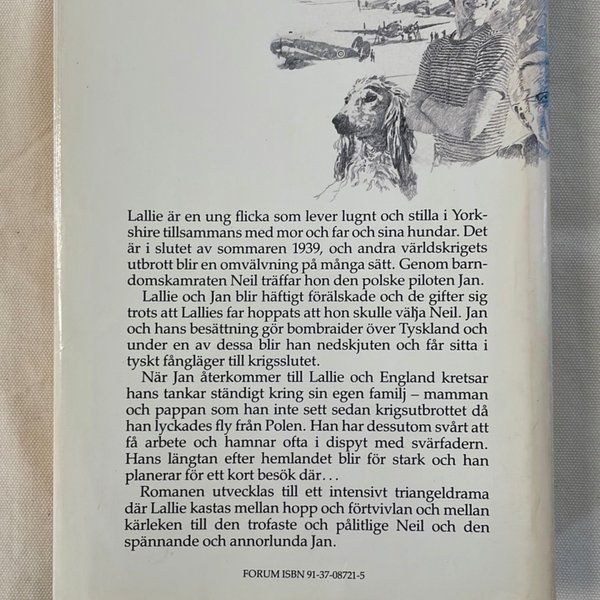 Lallie är en ung flicka som lever lugnt och stilla i York-
shire tillsammans med mor och far och sina hundar. Det
är i slutet av sommaren 1939, och andra världskrigets
utbrott blir en omvälvning på många sätt. Genom barn-
domskamraten Neil träffar hon den polske piloten Jan.
Lallie och Jan blir häftigt förälskade och de gifter sig
trots att Lallies far hoppats att hon skulle välja Neil. Jan
och hans besättning gör bombraider över Tyskland och
under en av dessa blir han nedskjuten och får sitta i
tyskt fångläger till krigsslutet.
När Jan återkommer till Lallie och England kretsar
hans tankar ständigt kring sin egen familj – mamman
och pappan som han inte sett sedan krigsutbrottet då
han lyckades fly från Polen. Han har dessutom svårt att
få arbete och hamnar ofta i dispyt med svärfadern.
Hans längtan efter hemlandet blir för stark och han
planerar för ett kort besök där...
Romanen utvecklas till ett intensivt triangeldrama
där Lallie kastas mellan hopp och förtvivlan och mellan
kärleken till den trofaste och pålitlige Neil och den
spännande och annorlunda Jan.
FORUM ISBN 91-37-08721-5